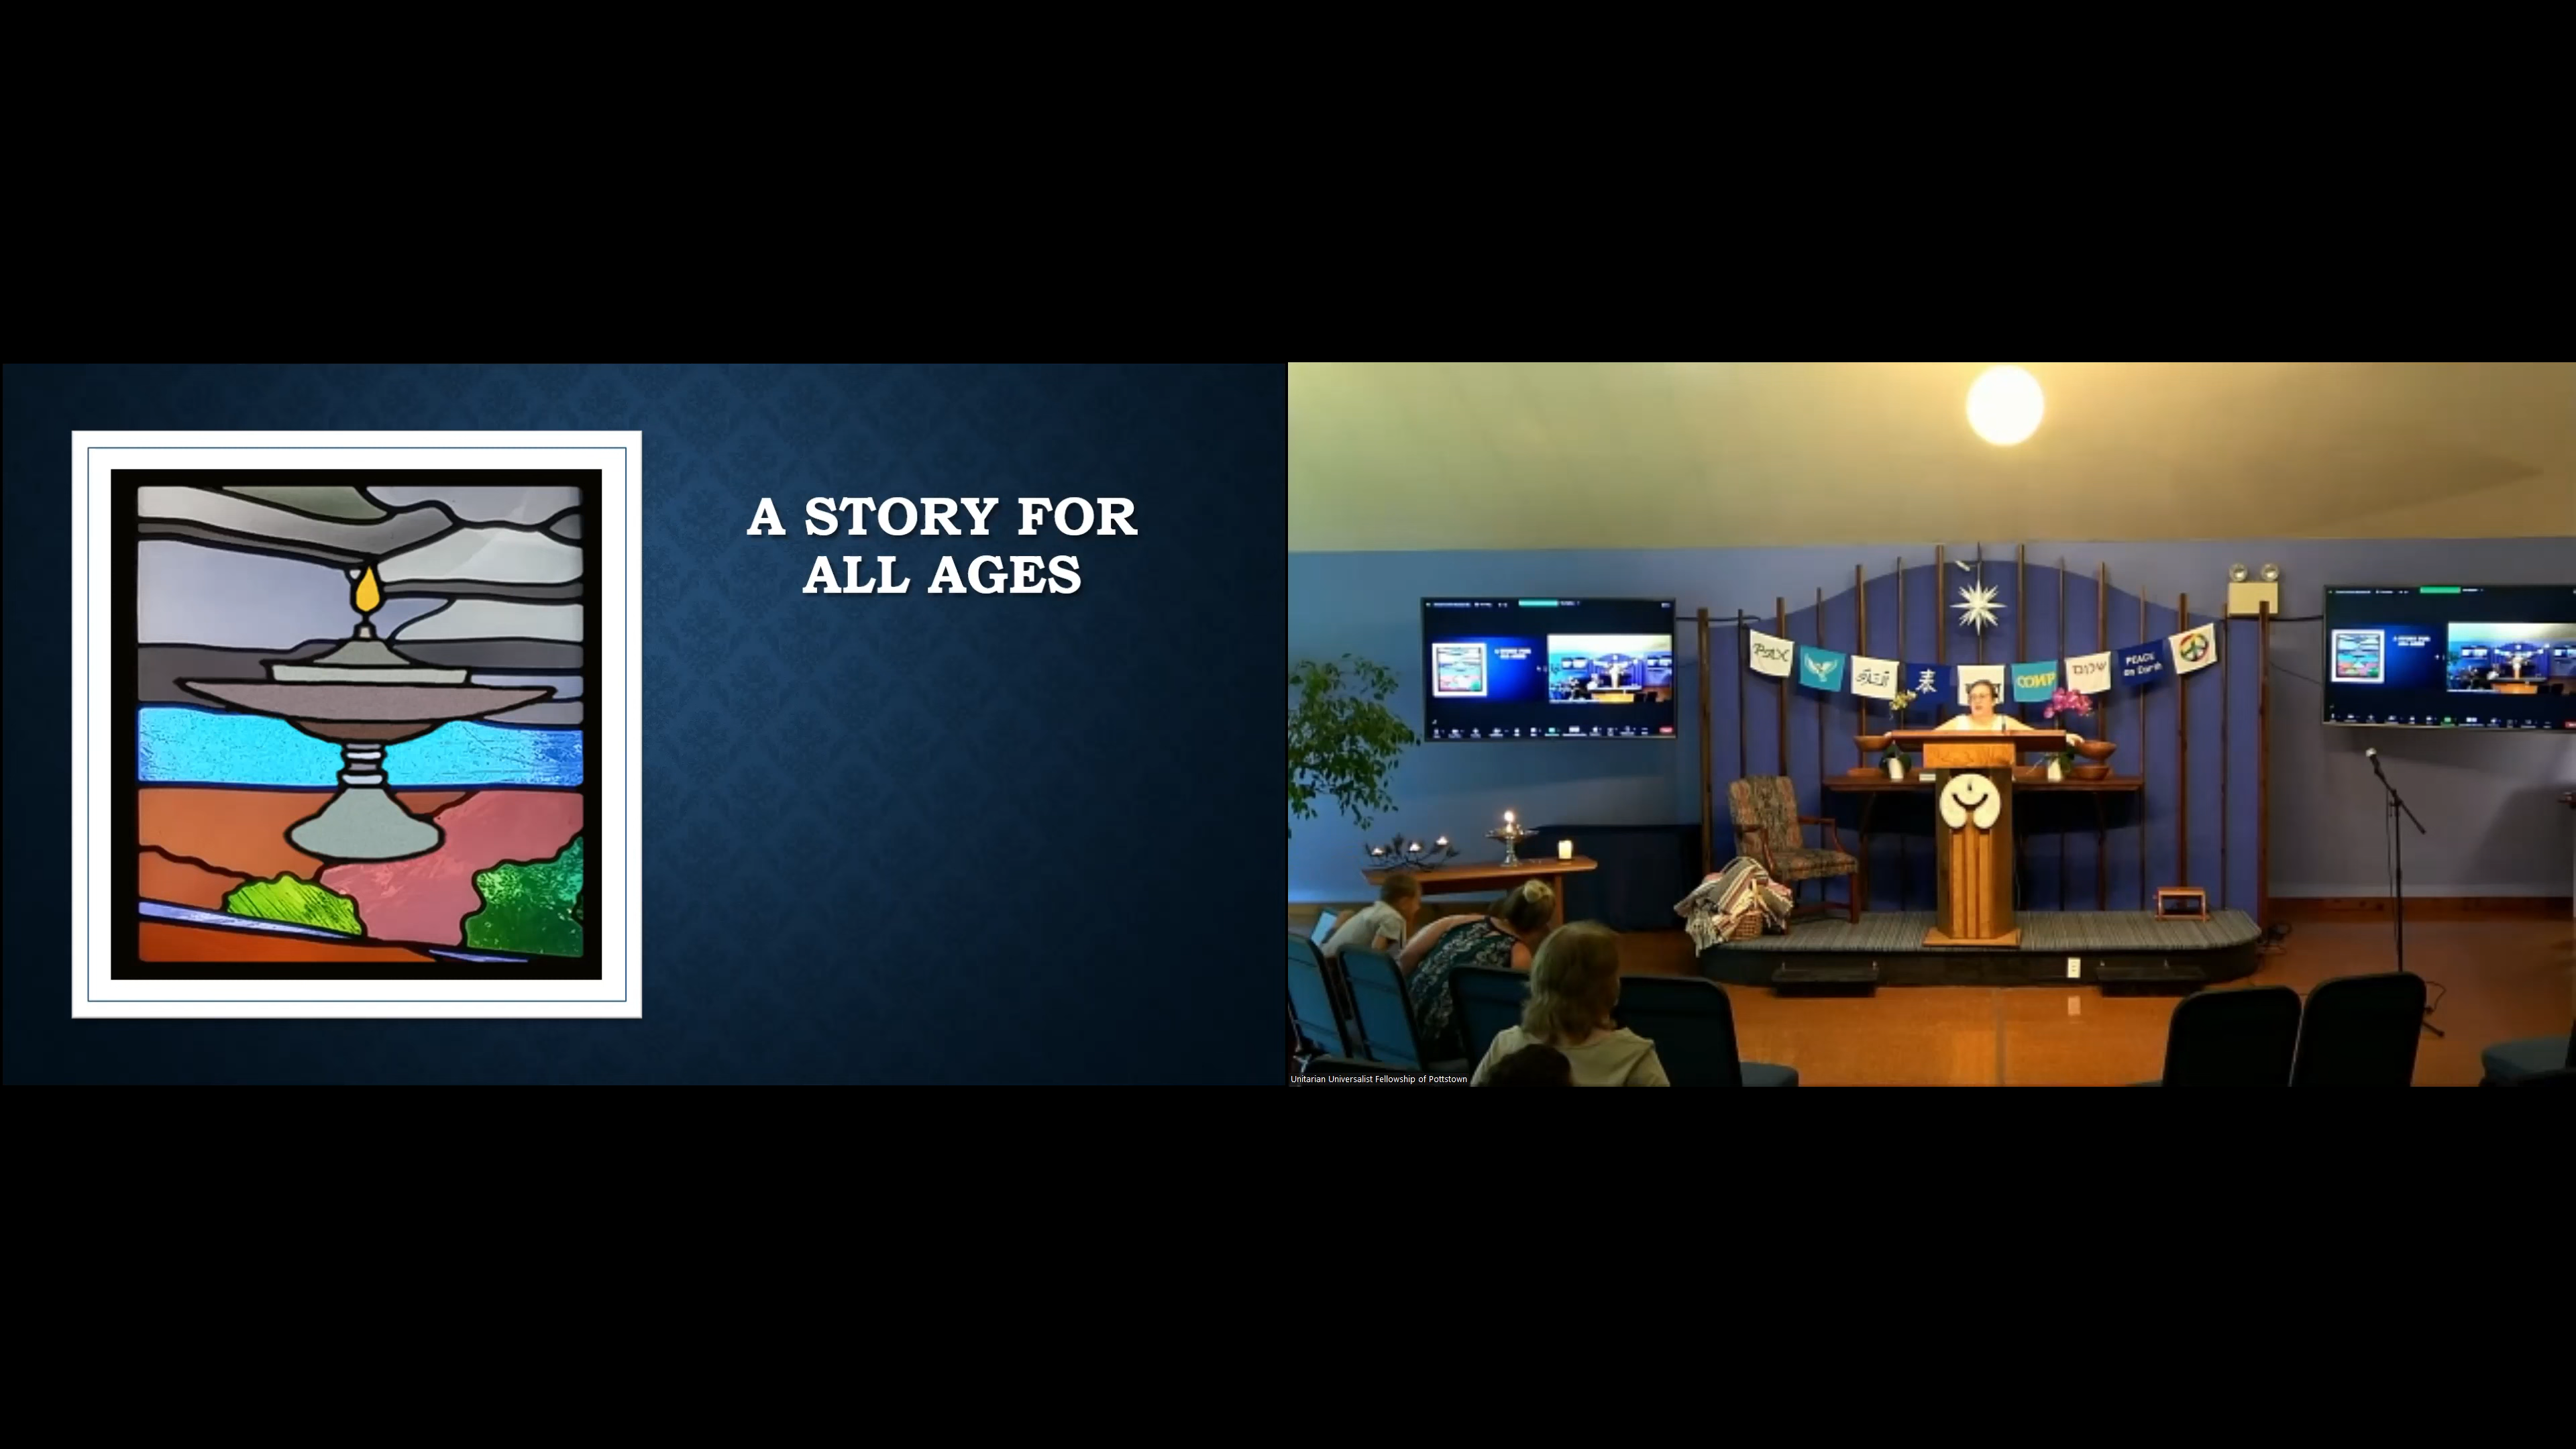 A STORY FOR
ALL AGES
PAX
שלום
PEACE
on Earth
Unitarian Universalist Fellowship of Pottstown